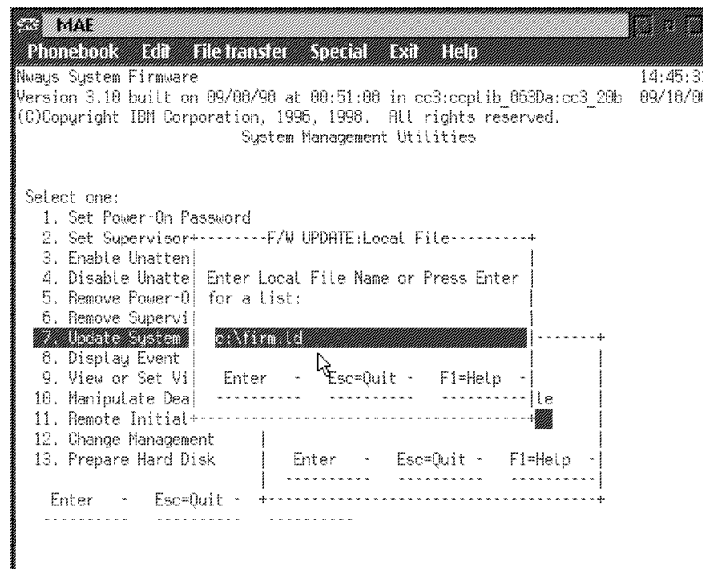 MAE
Phonebook Edit File transfer Special Exit Help
Nways System Firmware 14:45:3
Version 3.10 built on 09/08/98 at 00:51:08 in cc3:ccplib_063Da:cc3_20b 09/18/9
(C)Copyright IBM Corporation, 1996, 1998. All rights reserved.
System Management Utilities
Select one:
1. Set Power-On Password
2. Set Supervisor+--------F/W UPDATE:Local File---------+
3. Enable Unatten|
4. Disable Unatte| Enter Local File Name or Press Enter |
5. Remove Power-O| for a list: |
6. Remove Supervi|
7. Update System | c:\firm.ld
8. Display Event |
9. View or Set Vi| Enter - Esc=Quit - F1=Help -|
10. Manipulate Dea| ---------- ---------- ----------|le
11. Remote Initial+
12. Change Management |
13. Prepare Hard Disk | Enter - Esc=Quit - F1=Help -|
Enter - Esc=Quit -